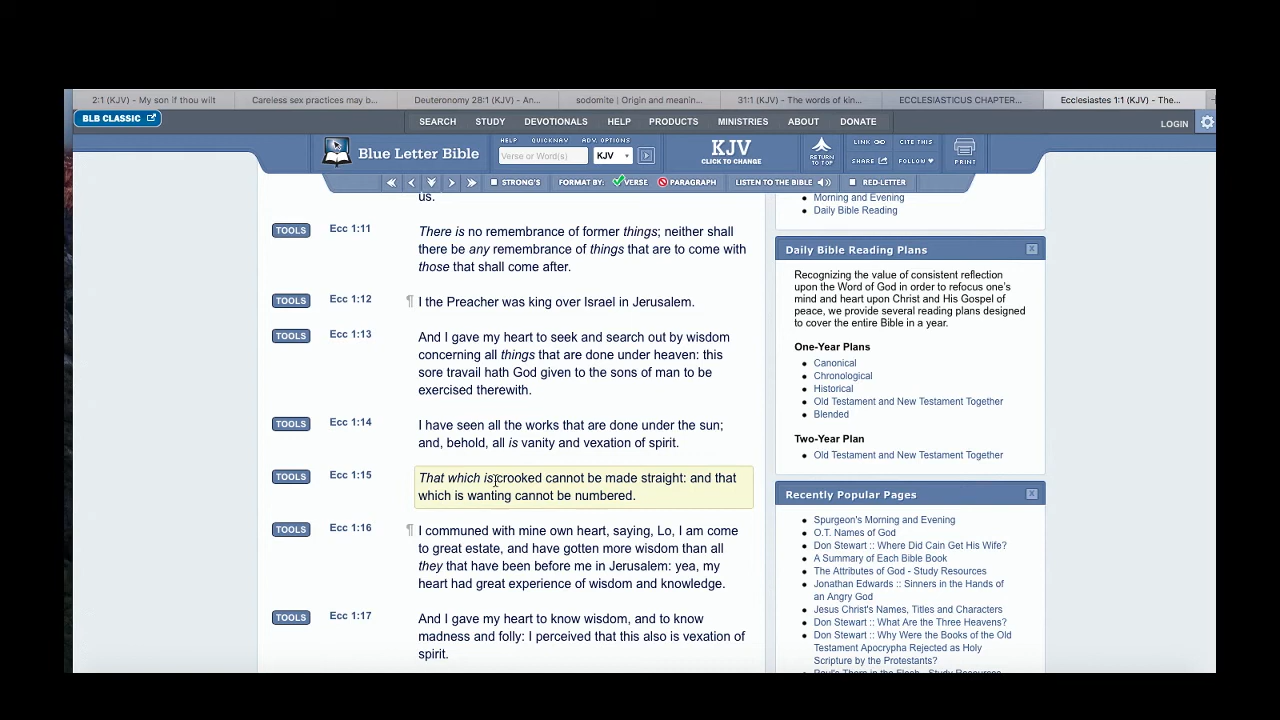 2:1 (KJV) - My son if thou wilt
Careless sex practices may b...
Deuteronomy 28:1 (KJV) - An...
sodomite | Origin and meanin...
31:1 (KJV) - The words of kin...
ECCLESIASTICUS CHAPTER...
Ecclesiastes 1:1 (KJV) - The...
BLB CLASSIC
SEARCH STUDY DEVOTIONALS HELP PRODUCTS MINISTRIES ABOUT DONATE
LOGIN
Blue Letter Bible
HELP QUICKNAV ADV. OPTIONS
Verse or Word(s)
KJV
KJV
CLICK TO CHANGE
RETURN
TO TOP
LINK
CITE THIS
SHARE
FOLLOW
PRINT
STRONG'S FORMAT BY: VERSE PARAGRAPH LISTEN TO THE BIBLE RED-LETTER
us.
TOOLS
Ecc 1:11
There is no remembrance of former things; neither shall
there be any remembrance of things that are to come with
those that shall come after.
TOOLS
Ecc 1:12
¶ I the Preacher was king over Israel in Jerusalem.
TOOLS
Ecc 1:13
And I gave my heart to seek and search out by wisdom
concerning all things that are done under heaven: this
sore travail hath God given to the sons of man to be
exercised therewith.
TOOLS
Ecc 1:14
I have seen all the works that are done under the sun;
and, behold, all is vanity and vexation of spirit.
TOOLS
Ecc 1:15
That which is crooked cannot be made straight: and that
which is wanting cannot be numbered.
TOOLS
Ecc 1:16
¶ I communed with mine own heart, saying, Lo, I am come
to great estate, and have gotten more wisdom than all
they that have been before me in Jerusalem: yea, my
heart had great experience of wisdom and knowledge.
TOOLS
Ecc 1:17
And I gave my heart to know wisdom, and to know
madness and folly: I perceived that this also is vexation of
spirit.
Morning and Evening
Daily Bible Reading
Daily Bible Reading Plans
Recognizing the value of consistent reflection
upon the Word of God in order to refocus one's
mind and heart upon Christ and His Gospel of
peace, we provide several reading plans designed
to cover the entire Bible in a year.
One-Year Plans
Canonical
Chronological
Historical
Old Testament and New Testament Together
Blended
Two-Year Plan
Old Testament and New Testament Together
Recently Popular Pages
Spurgeon's Morning and Evening
O.T. Names of God
Don Stewart :: Where Did Cain Get His Wife?
A Summary of Each Bible Book
The Attributes of God - Study Resources
Jonathan Edwards :: Sinners in the Hands of
an Angry God
Jesus Christ's Names, Titles and Characters
Don Stewart :: What Are the Three Heavens?
Don Stewart :: Why Were the Books of the Old
Testament Apocrypha Rejected as Holy
Scripture by the Protestants?
Paul's Thorn in the Flesh - Study Resources